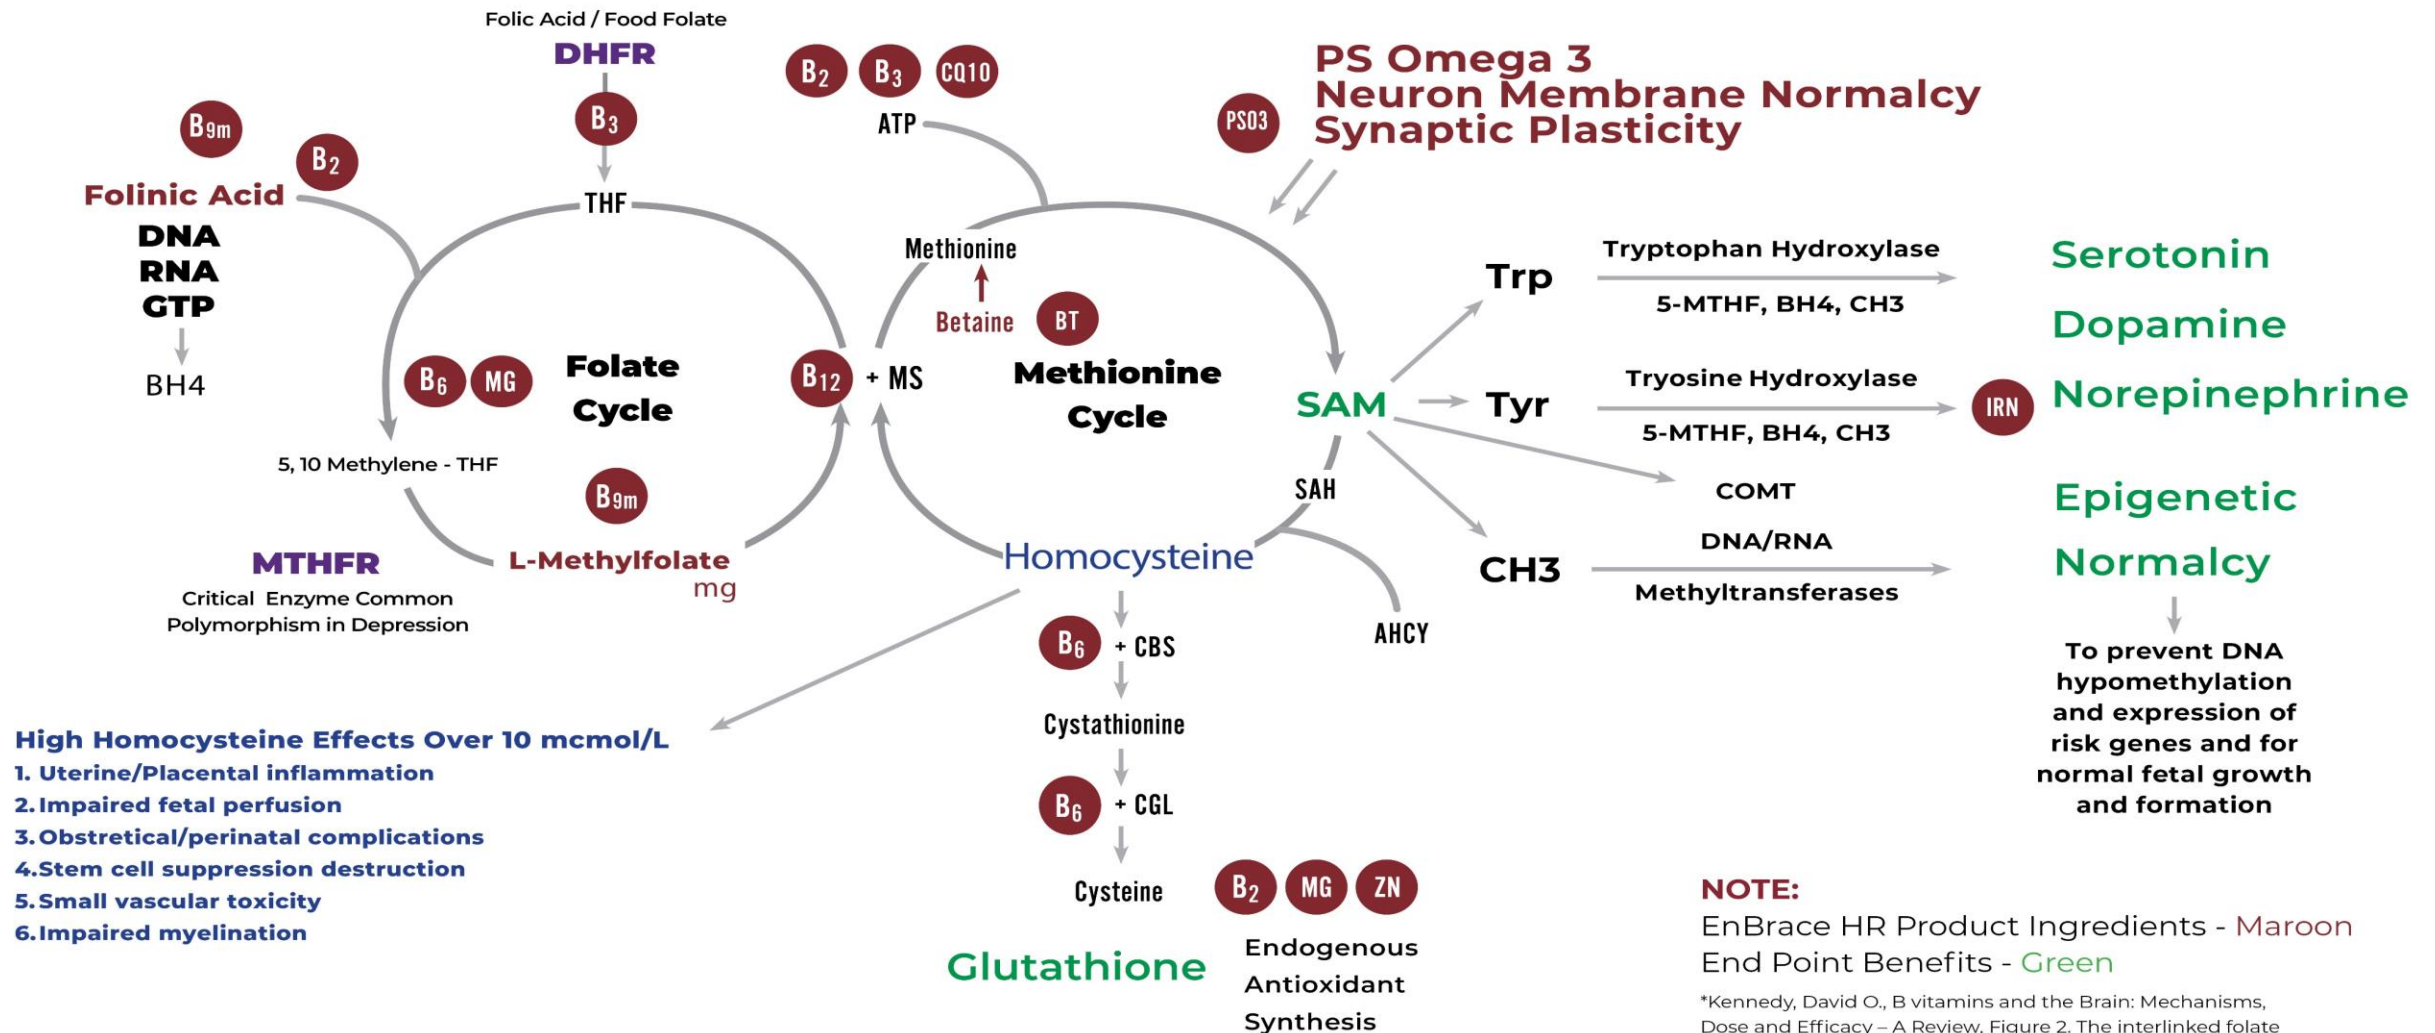 Folic Acid / Food Folate
DHFR
B3
THF
B9m
B2
Folinic Acid
DNA
RNA
GTP
BH4
B6
MG
Folate
Cycle
5, 10 Methylene - THF
B9m
MTHFR
Critical Enzyme Common
Polymorphism in Depression
L-Methylfolate
mg
B2
B3
CQ10
ATP
Methionine
Betaine
BT
B12
+ MS
Methionine
Cycle
PSO3
PS Omega 3
Neuron Membrane Normalcy
Synaptic Plasticity
SAM
SAH
Homocysteine
AHCY
B6
+ CBS
Cystathionine
B6
+ CGL
Cysteine
B2
MG
ZN
Glutathione
Endogenous
Antioxidant
Synthesis
Trp
Tryptophan Hydroxylase
5-MTHF, BH4, CH3
Serotonin
Dopamine
Tyr
Tryosine Hydroxylase
5-MTHF, BH4, CH3
IRN
Norepinephrine
COMT
DNA/RNA
CH3
Methyltransferases
Epigenetic
Normalcy
To prevent DNA
hypomethylation
and expression of
risk genes and for
normal fetal growth
and formation
High Homocysteine Effects Over 10 mcmol/L
1. Uterine/Placental inflammation
2.Impaired fetal perfusion
3.Obstretical/perinatal complications
4.Stem cell suppression destruction
5.Small vascular toxicity
6.Impaired myelination
NOTE:
EnBrace HR Product Ingredients - Maroon
End Point Benefits - Green
*Kennedy, David O., B vitamins and the Brain: Mechanisms,
Dose and Efficacy – A Review, Figure 2. The interlinked folate